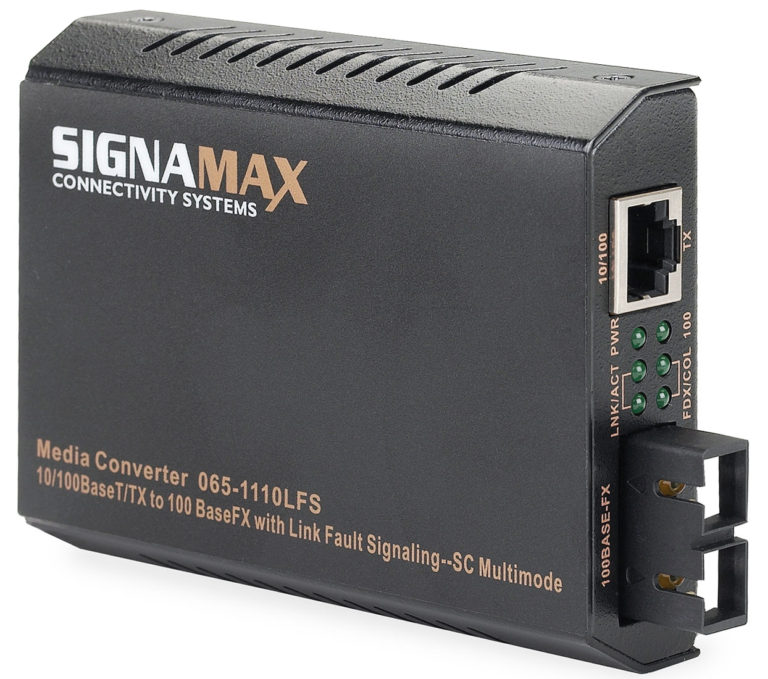 SIGNAMAX
CONNECTIVITY SYSTEMS
10/100
TX
PWR
100
LNK/ACT
FDX/COL
100BASE-FX
Media Converter 065-1110LFS
10/100BaseT/TX to 100 BaseFX with Link Fault Signaling--SC Multimode